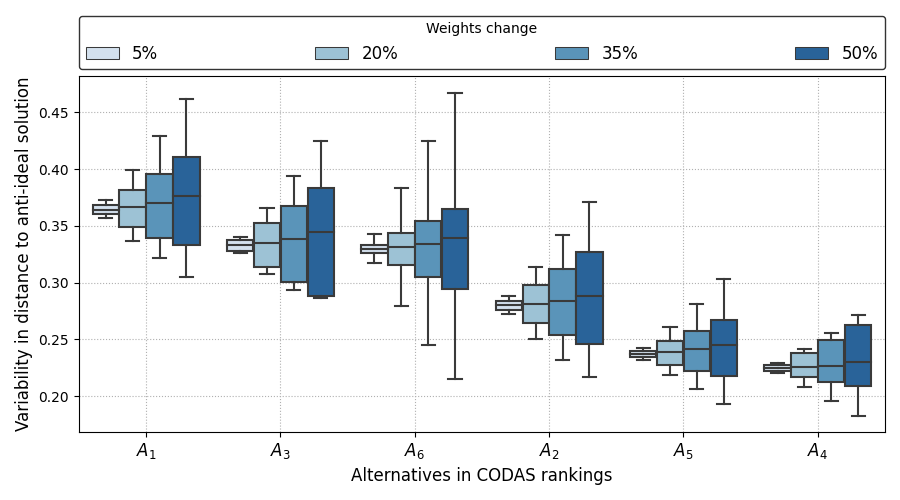 Weights change
5% 20% 35% 50%
Variability in distance to anti-ideal solution
0.45
0.40
0.35
0.30
0.25
0.20
A1 A3 A6 A2 A5 A4
Alternatives in CODAS rankings